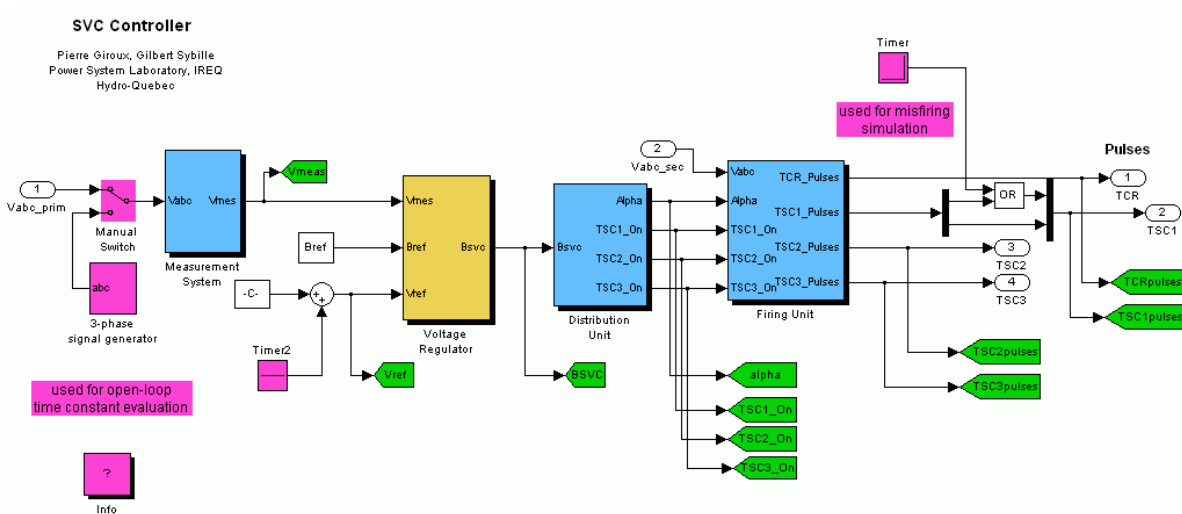 SVC Controller
Pierre Giroux, Gilbert Sybille
Power System Laboratory, IREQ
Hydro-Quebec
Timer
used for misfiring
simulation
Pulses
1
Vabc_prim
Manual
Switch
abc
3-phase
signal generator
Vabc
Vmes
Measurement
System
Vmeas
Bref
-C-
+
+
Timer2
Vref
Vmes
Bref
Vref
Bsvc
Voltage
Regulator
BSVC
Bsvc
Alpha
TSC1_On
TSC2_On
TSC3_On
Distribution
Unit
2
Vabc_sec
Vabc
Alpha
TSC1_On
TSC2_On
TSC3_On
TCR_Pulses
TSC1_Pulses
TSC2_Pulses
TSC3_Pulses
Firing Unit
OR
1
TCR
2
TSC1
3
TSC2
4
TSC3
TCRpulses
TSC1pulses
TSC2pulses
TSC3pulses
alpha
TSC1_On
TSC2_On
TSC3_On
used for open-loop
time constant evaluation
?
Info